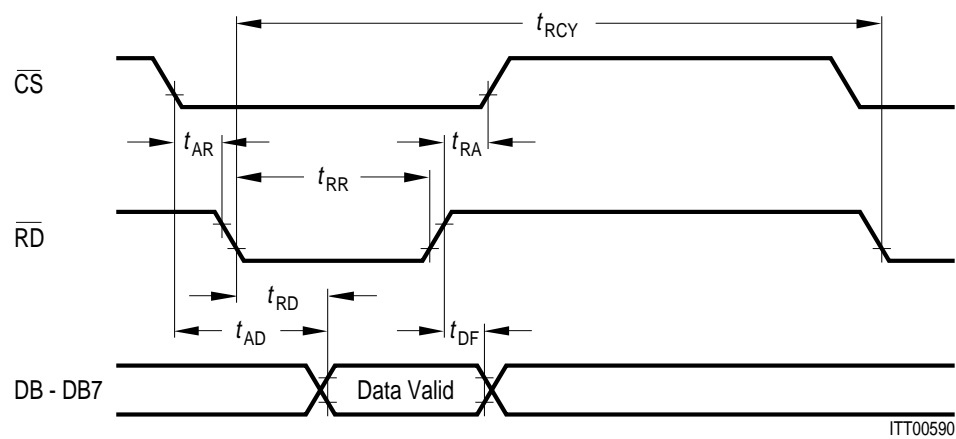 tRCY
CS
tAR
tRA
tRR
RD
tRD
tAD
tDF
DB - DB7
Data Valid
ITT00590